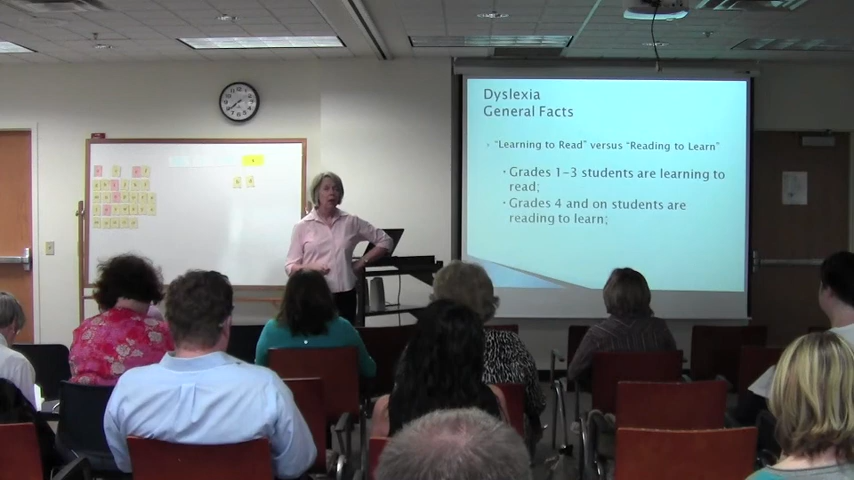 Dyslexia
General Facts
"Learning to Read" versus "Reading to Learn"
Grades 1-3 students are learning to
read;
Grades 4 and on students are
reading to learn;